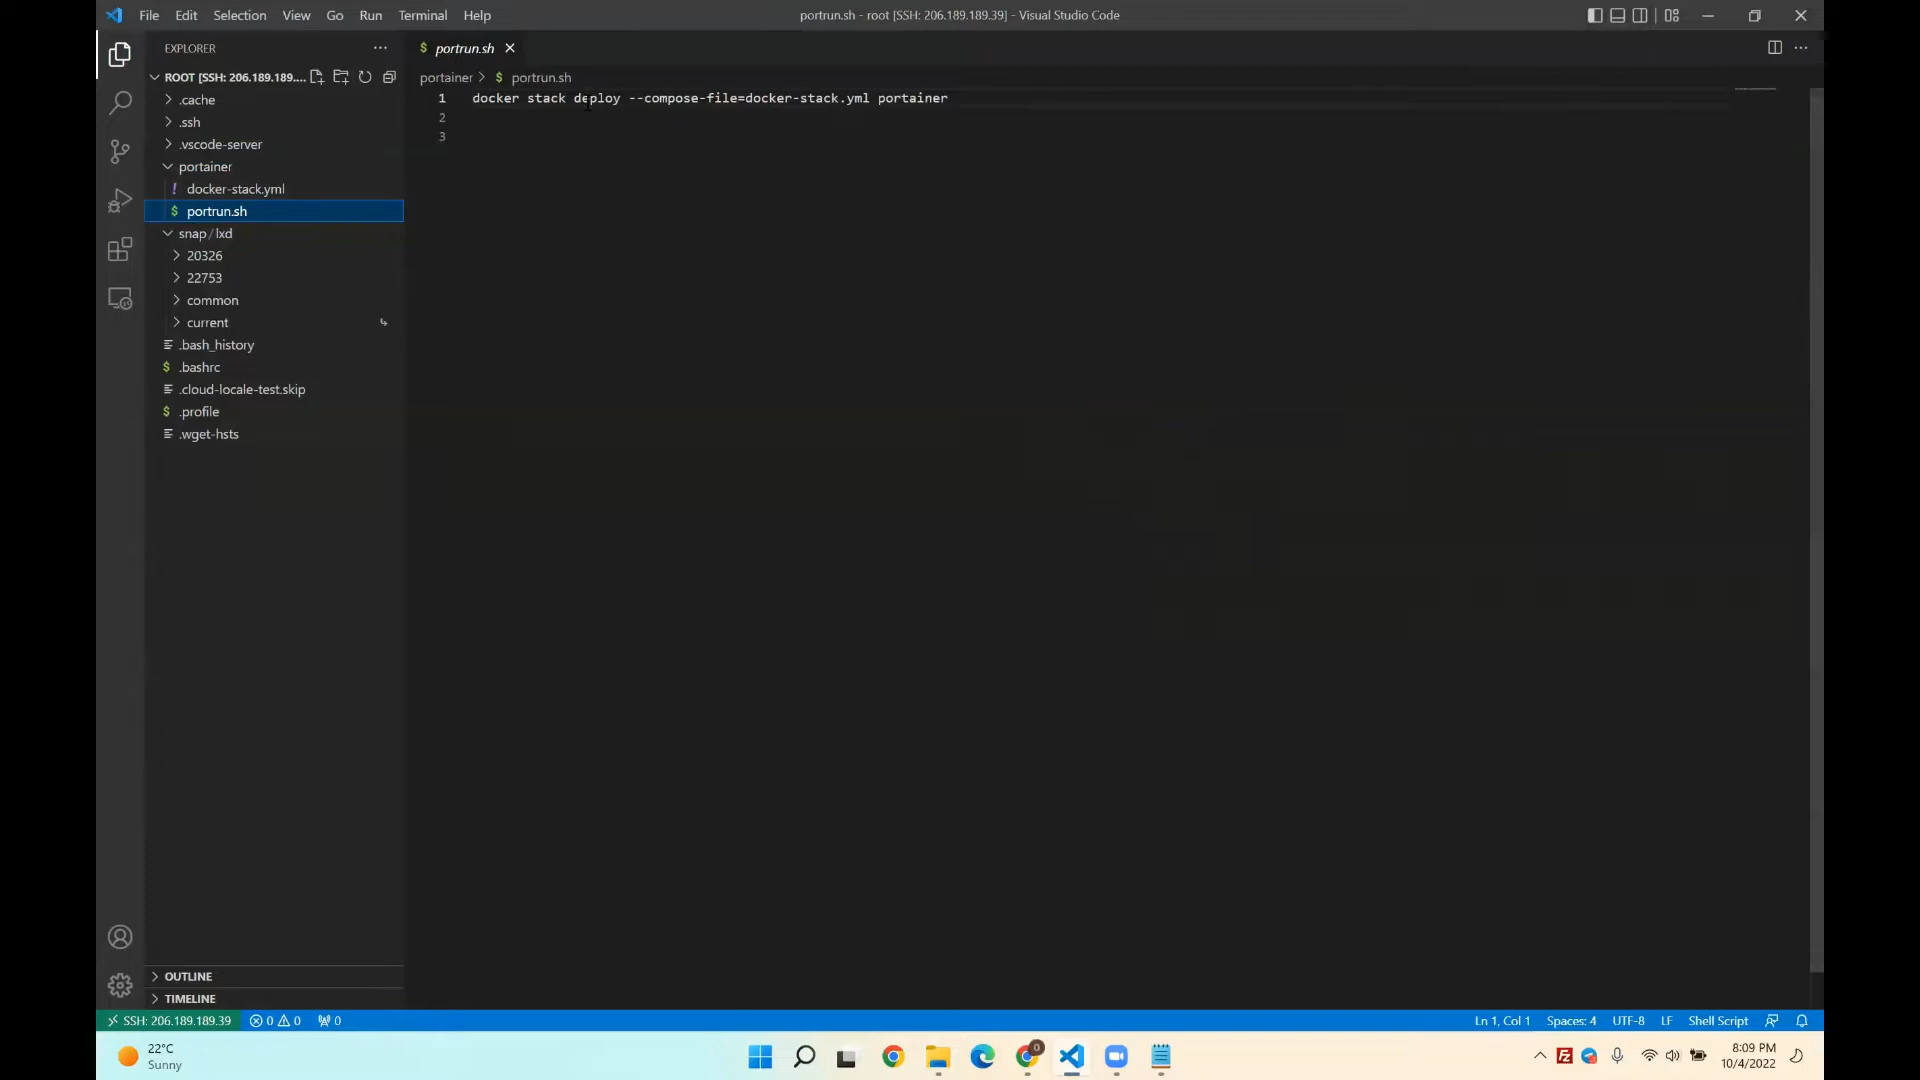 File Edit Selection View Go Run Terminal Help
portrun.sh - root [SSH: 206.189.189.39] - Visual Studio Code
EXPLORER
ROOT [SSH: 206.189.189....
.cache
.ssh
.vscode-server
portainer
! docker-stack.yml
$ portrun.sh
snap / lxd
20326
22753
common
current
.bash_history
$ .bashrc
.cloud-locale-test.skip
$ .profile
.wget-hsts
OUTLINE
TIMELINE
$ portrun.sh
portainer > $ portrun.sh
1 docker stack deploy --compose-file=docker-stack.yml portainer
2
3
SSH: 206.189.189.39 0 0 0
Ln 1, Col 1 Spaces: 4 UTF-8 LF Shell Script
22°C
Sunny
0
8:09 PM
10/4/2022